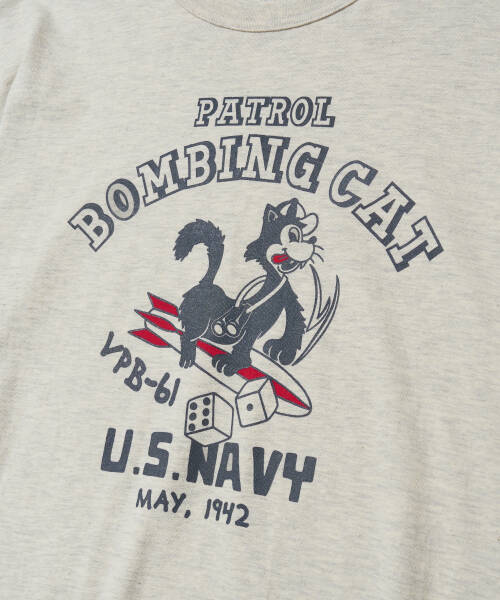 PATROL
BOMBING CAT
VPB-61
U.S. NAVY
MAY, 1942